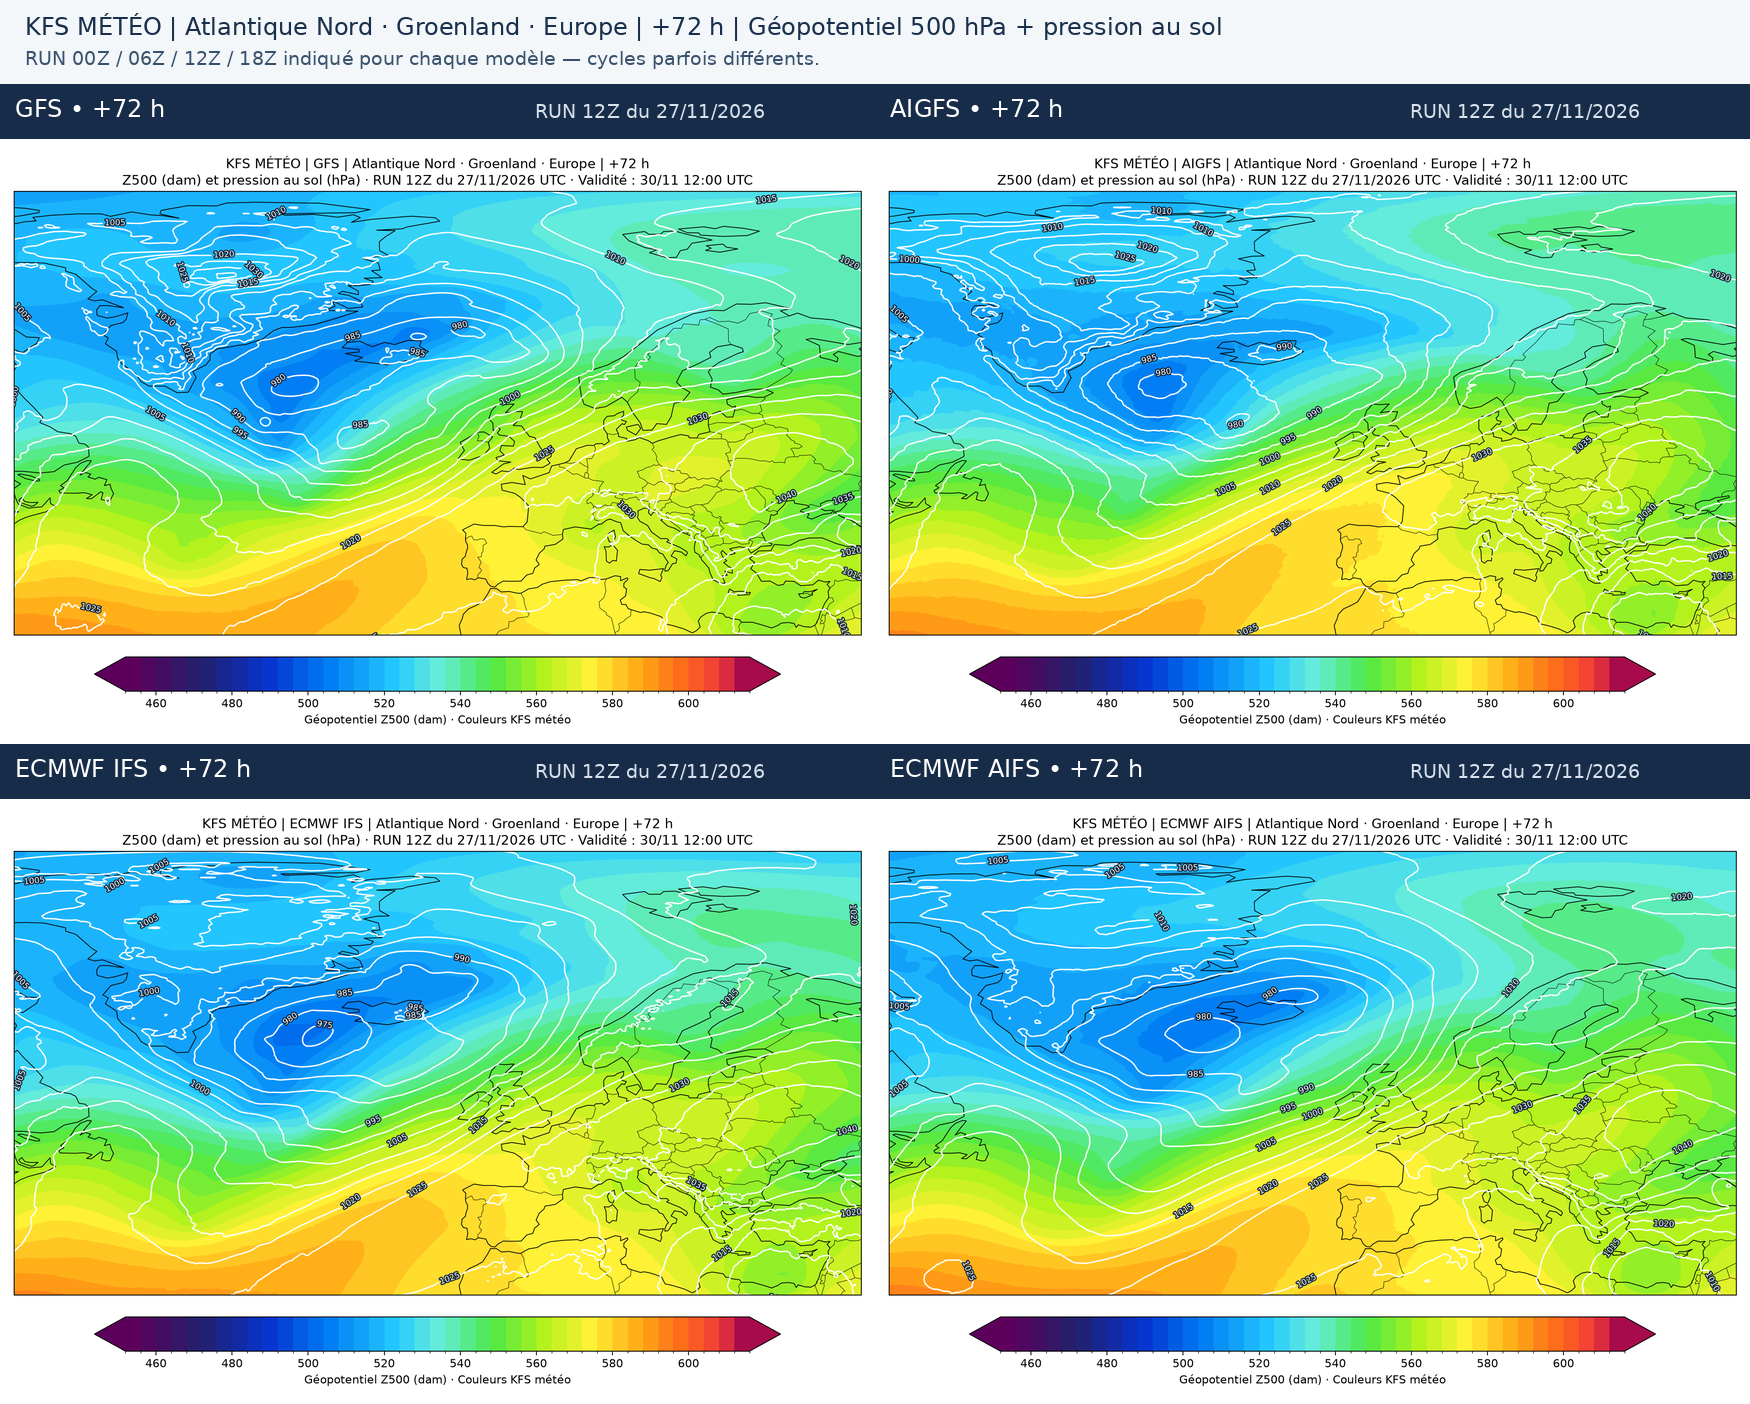 KFS MÉTÉO | Atlantique Nord · Groenland · Europe | +72 h | Géopotentiel 500 hPa + pression au sol
RUN 00Z / 06Z / 12Z / 18Z indiqué pour chaque modèle — cycles parfois différents.
GFS • +72 h
RUN 12Z du 27/11/2026
AIGFS • +72 h
RUN 12Z du 27/11/2026
KFS MÉTÉO | GFS | Atlantique Nord · Groenland · Europe | +72 h
Z500 (dam) et pression au sol (hPa) · RUN 12Z du 27/11/2026 UTC · Validité : 30/11 12:00 UTC
KFS MÉTÉO | AIGFS | Atlantique Nord · Groenland · Europe | +72 h
Z500 (dam) et pression au sol (hPa) · RUN 12Z du 27/11/2026 UTC · Validité : 30/11 12:00 UTC
460 480 500 520 540 560 580 600
Géopotentiel Z500 (dam) · Couleurs KFS météo
460 480 500 520 540 560 580 600
Géopotentiel Z500 (dam) · Couleurs KFS météo
ECMWF IFS • +72 h
RUN 12Z du 27/11/2026
ECMWF AIFS • +72 h
RUN 12Z du 27/11/2026
KFS MÉTÉO | ECMWF IFS | Atlantique Nord · Groenland · Europe | +72 h
Z500 (dam) et pression au sol (hPa) · RUN 12Z du 27/11/2026 UTC · Validité : 30/11 12:00 UTC
KFS MÉTÉO | ECMWF AIFS | Atlantique Nord · Groenland · Europe | +72 h
Z500 (dam) et pression au sol (hPa) · RUN 12Z du 27/11/2026 UTC · Validité : 30/11 12:00 UTC
460 480 500 520 540 560 580 600
Géopotentiel Z500 (dam) · Couleurs KFS météo
460 480 500 520 540 560 580 600
Géopotentiel Z500 (dam) · Couleurs KFS météo